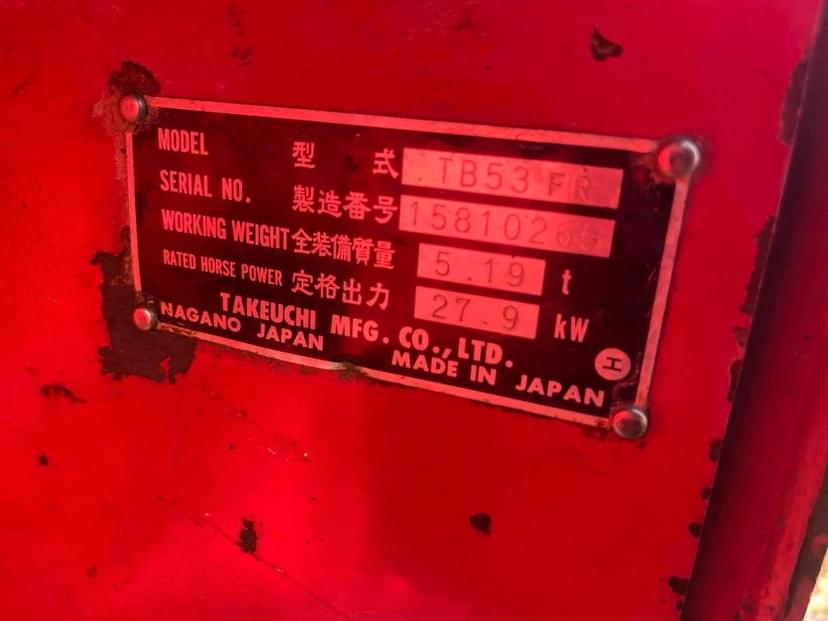 MODEL 型式 TB53FR
SERIAL NO. 製造番号 15810265
WORKING WEIGHT 全装備質量 5.19 t
RATED HORSE POWER 定格出力 27.9 kW
TAKEUCHI MFG. CO., LTD.
NAGANO JAPAN MADE IN JAPAN